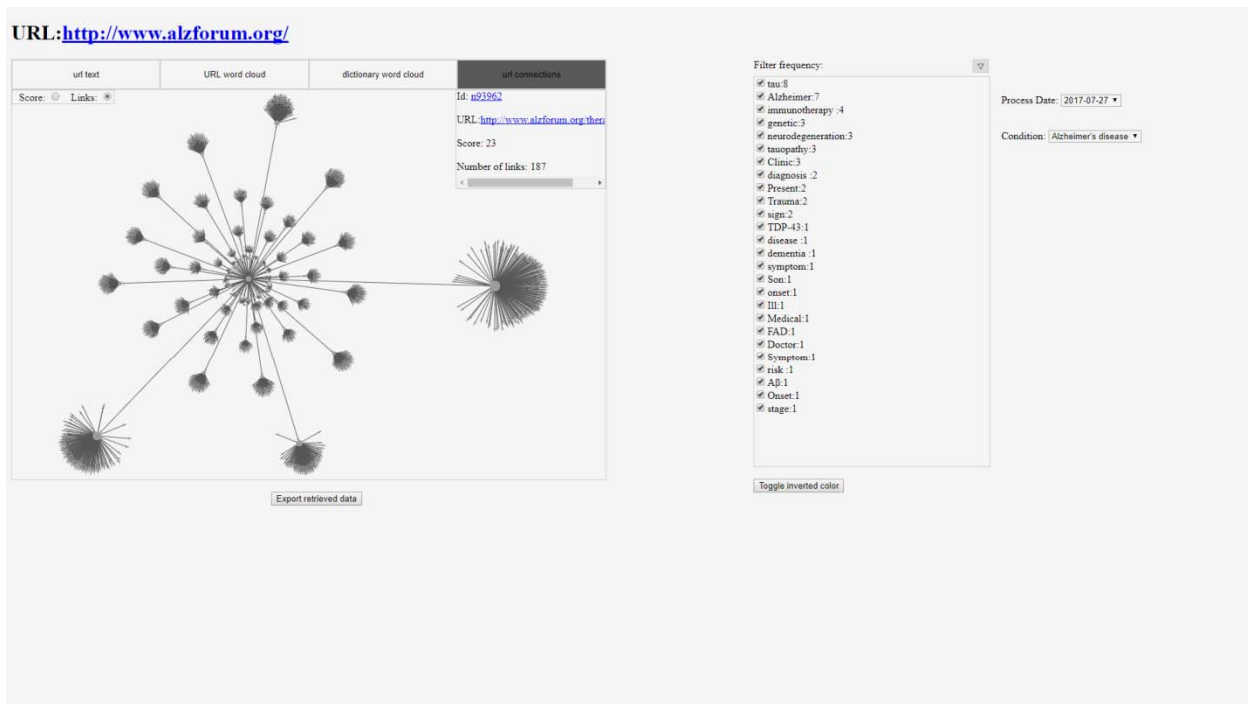 URL:http://www.alzforum.org/
url text
URL word cloud
dictionary word cloud
url connections
Score:
Links:
Id: n93962
URL:http://www.alzforum.org/thera
Score: 23
Number of links: 187
Export retrieved data
Filter frequency:
tau:8
Alzheimer:7
immunotherapy :4
genetic:3
neurodegeneration:3
tauopathy:3
Clinic:3
diagnosis :2
Present:2
Trauma:2
sign:2
TDP-43:1
disease :1
dementia :1
symptom:1
Son:1
onset:1
Ill:1
Medical:1
FAD:1
Doctor:1
Symptom:1
risk :1
Aβ:1
Onset:1
stage:1
Toggle inverted color
Process Date: 2017-07-27
Condition: Alzheimer's disease